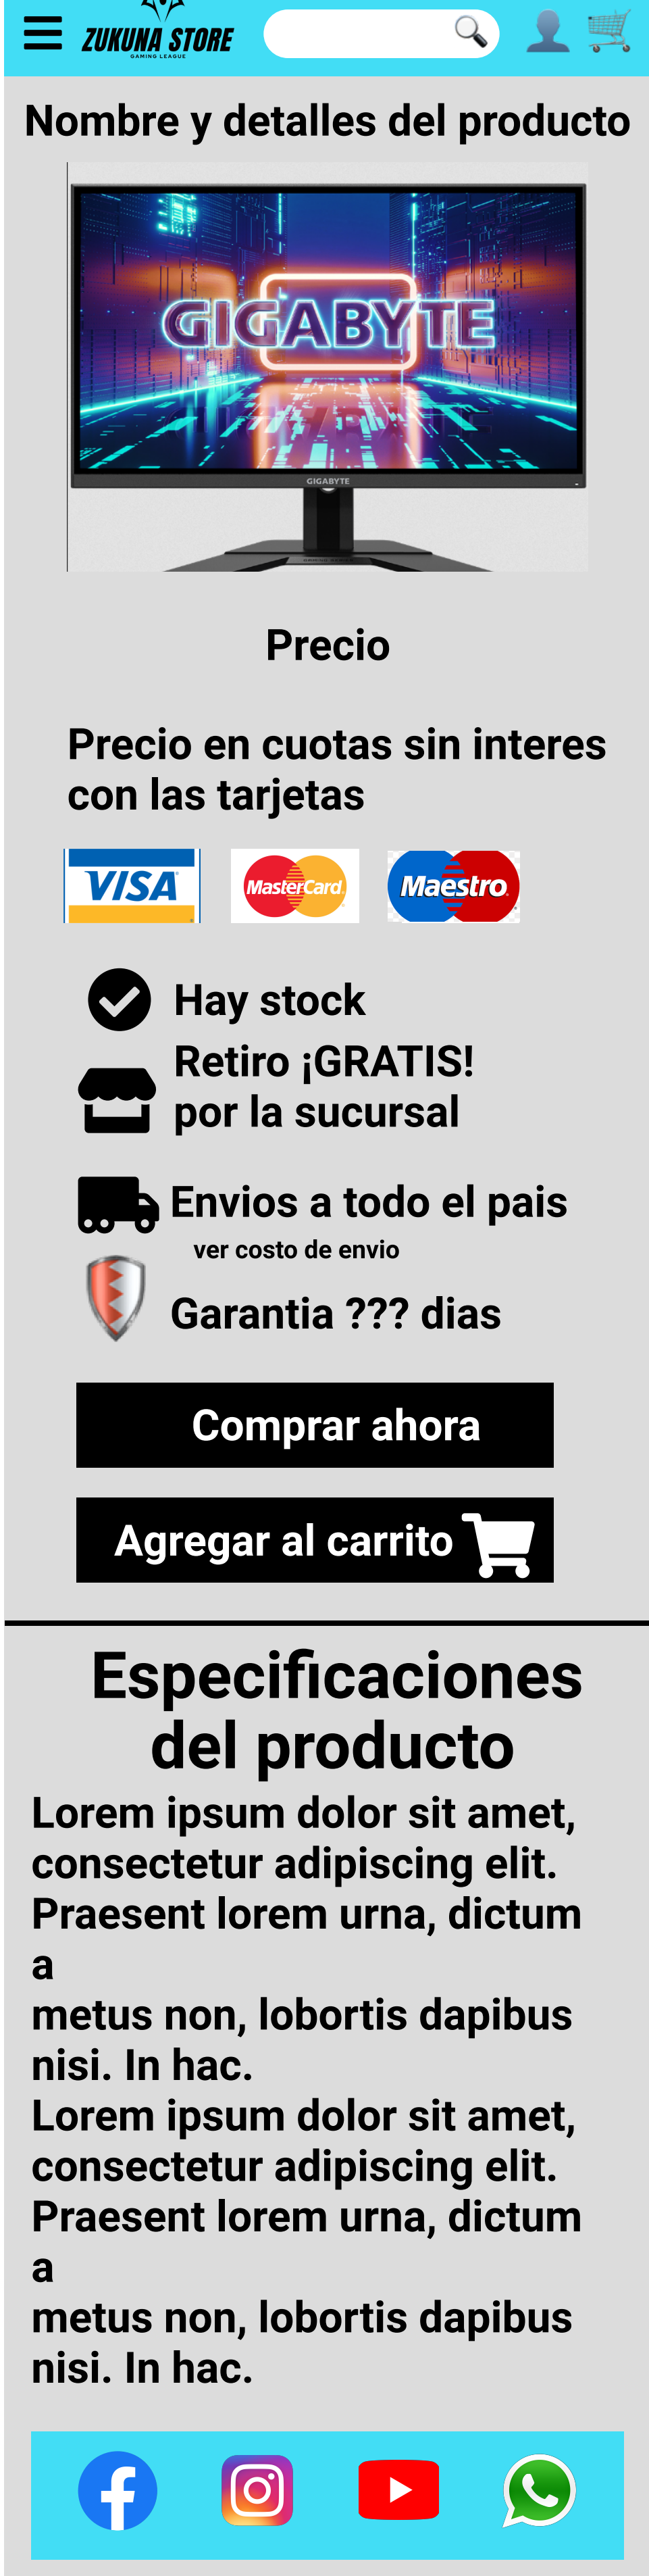 ZUKUNA STORE
GAMING LEAGUE
Nombre y detalles del producto
GIGABYTE
GIGABYTE
Precio
Precio en cuotas sin interes
con las tarjetas
VISA
MasterCard
Maestro
Hay stock
Retiro ¡GRATIS!
por la sucursal
Envios a todo el pais
ver costo de envio
Garantia ??? dias
Comprar ahora
Agregar al carrito
Especificaciones
del producto
Lorem ipsum dolor sit amet,
consectetur adipiscing elit.
Praesent lorem urna, dictum
a
metus non, lobortis dapibus
nisi. In hac.
Lorem ipsum dolor sit amet,
consectetur adipiscing elit.
Praesent lorem urna, dictum
a
metus non, lobortis dapibus
nisi. In hac.